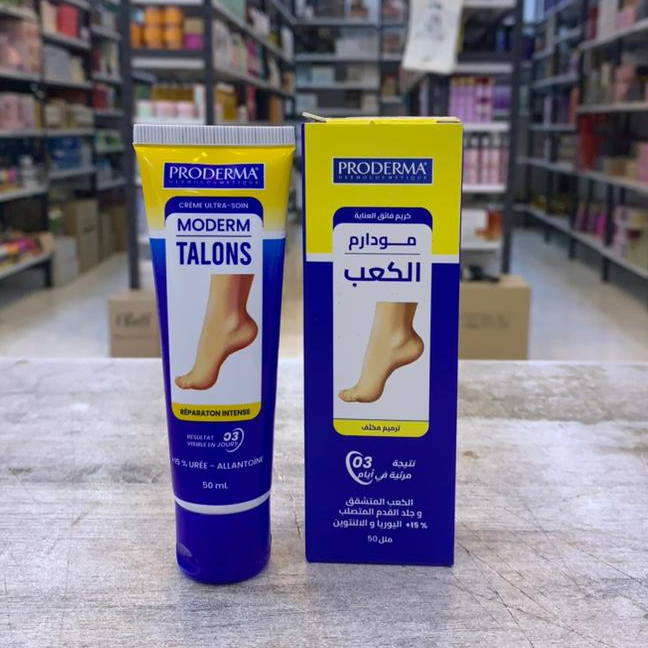 PRODERMA
DERMOCOSMETIQUE
CRÈME ULTRA-SOIN
MODERM
TALONS
RÉPARATON INTENSE
RESULTAT
VISIBLE EN JOURS
03
+15 % URÉE - ALLANTOÏNE
50 mL
PRODERMA
DERMOCOSMETIQUE
كريم فائق العناية
مودارم
الكعب
ترميم مكثف
نتيجة
مرئية في أيام
03
الكعب المتشقق
و جلد القدم المتصلب
+15 % اليوريا و الالنتوين
50 ملل